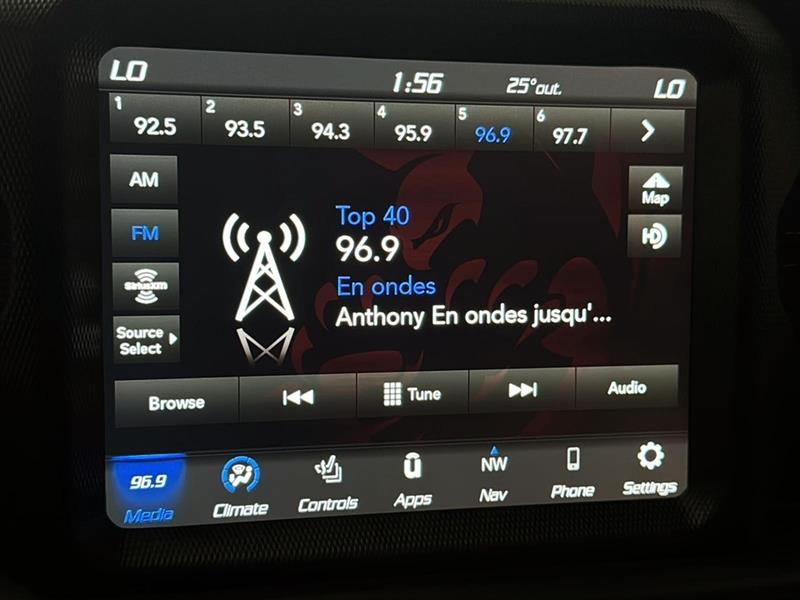 LO 1:56 25°out. LO
1 92.5 2 93.5 3 94.3 4 95.9 5 96.9 6 97.7
AM
FM
SiriusXM
Source
Select
Top 40
96.9
En ondes
Anthony En ondes jusqu'...
Map
HD
Browse Tune Audio
96.9 NW
Media Climate Controls Apps Nav Phone Settings